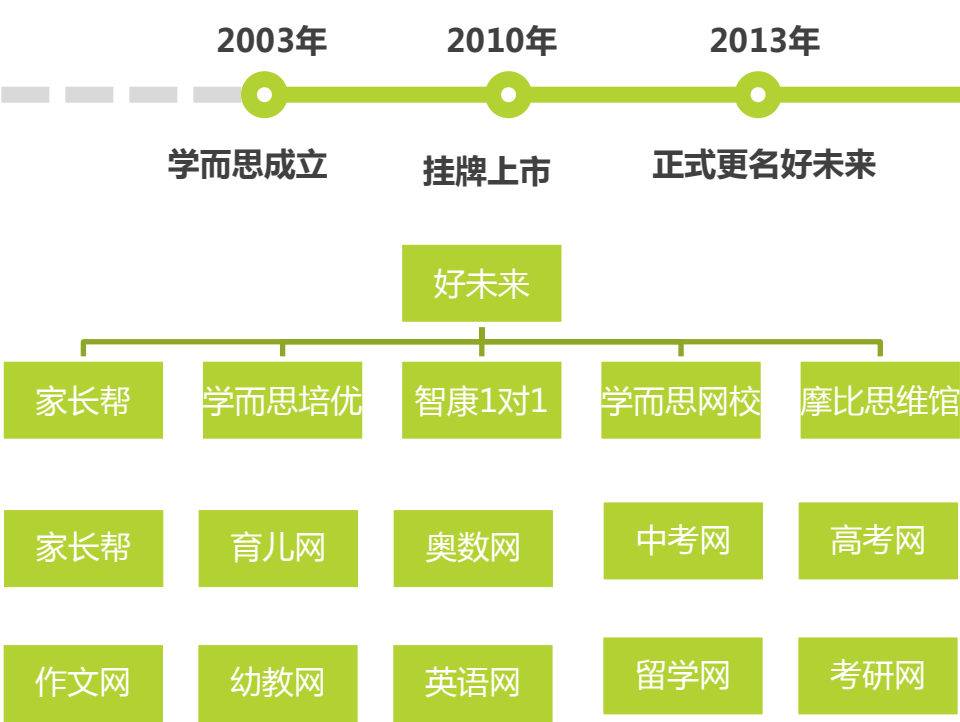 2003年 2010年 2013年
学而思成立 挂牌上市 正式更名好未来
好未来
家长帮 学而思培优 智康1对1 学而思网校 摩比思维馆
家长帮 育儿网 奥数网 中考网 高考网
作文网 幼教网 英语网 留学网 考研网